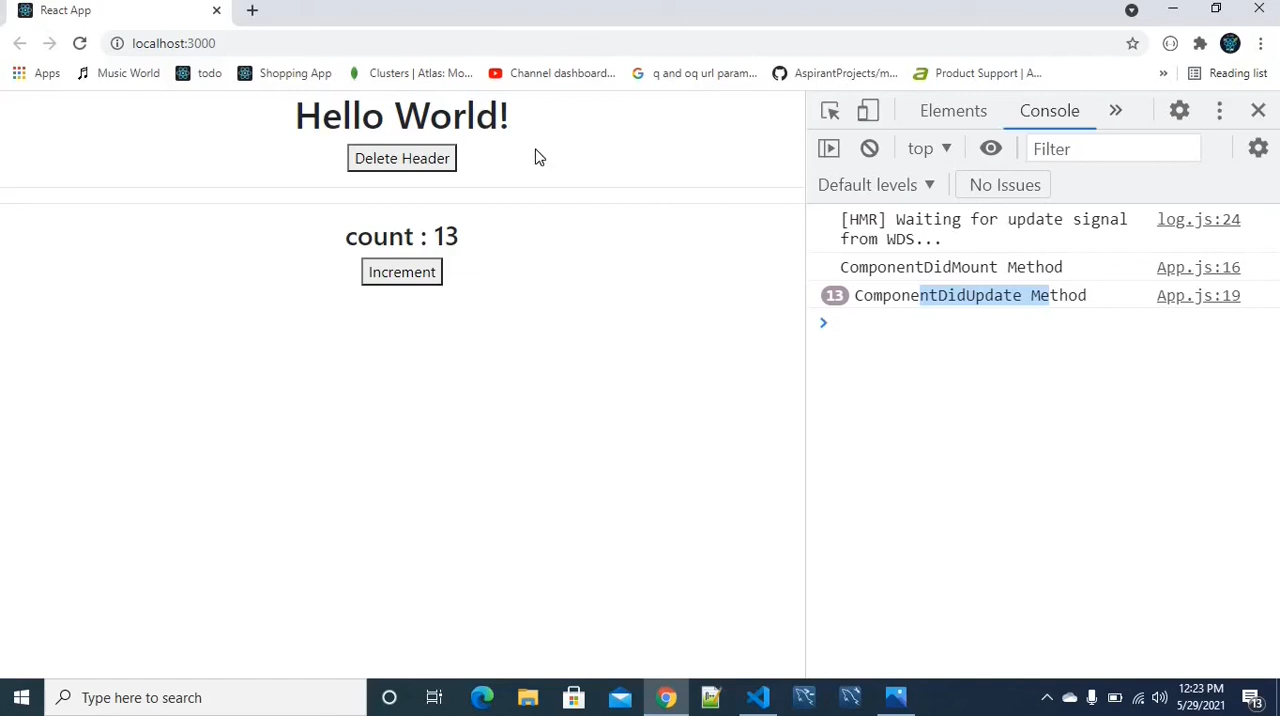 React App
localhost:3000
Apps
Music World
todo
Shopping App
Clusters | Atlas: Mo...
Channel dashboard...
q and oq url param...
AspirantProjects/m...
Product Support | A...
»
Reading list
Hello World!
Delete Header
count : 13
Increment
Elements
Console
»
top
Filter
Default levels
No Issues
[HMR] Waiting for update signal
from WDS...
log.js:24
ComponentDidMount Method
App.js:16
13
ComponentDidUpdate Method
App.js:19
Type here to search
12:23 PM
5/29/2021
13